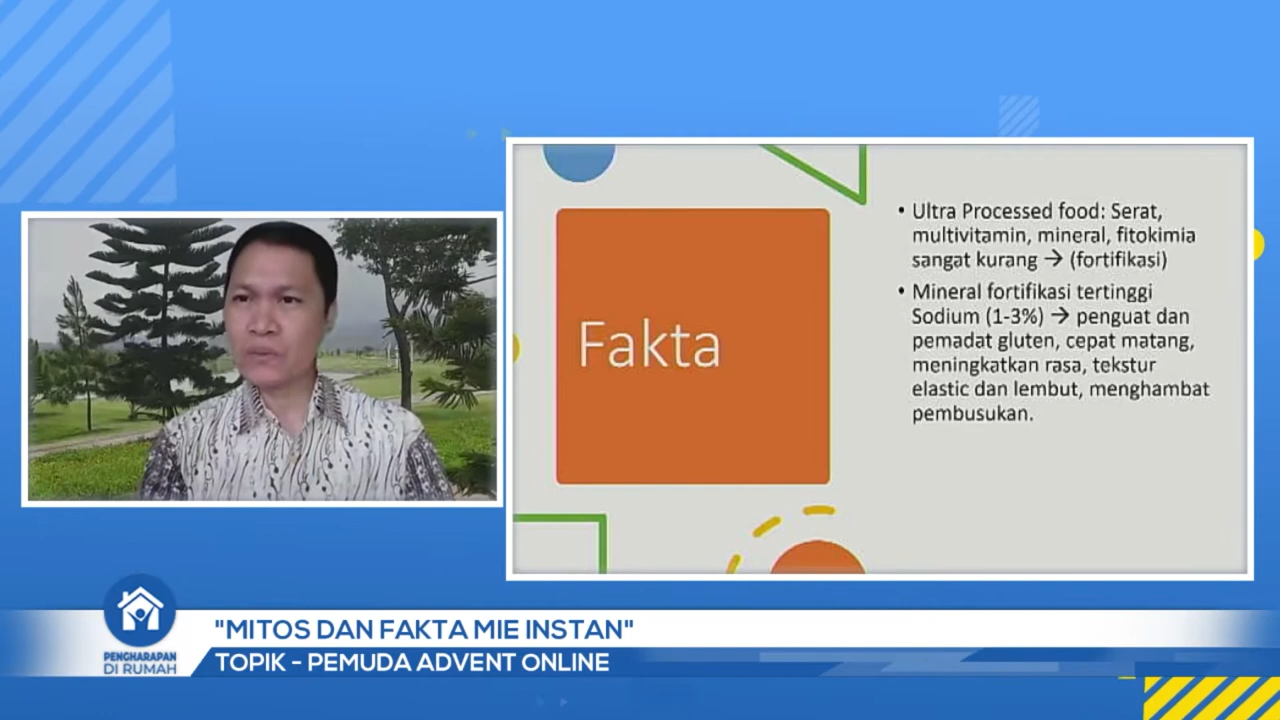 Fakta
• Ultra Processed food: Serat,
multivitamin, mineral, fitokimia
sangat kurang → (fortifikasi)
• Mineral fortifikasi tertinggi
Sodium (1-3%) → penguat dan
pemadat gluten, cepat matang,
meningkatkan rasa, tekstur
elastic dan lembut, menghambat
pembusukan.
PENGHARAPAN
DI RUMAH
"MITOS DAN FAKTA MIE INSTAN"
TOPIK - PEMUDA ADVENT ONLINE